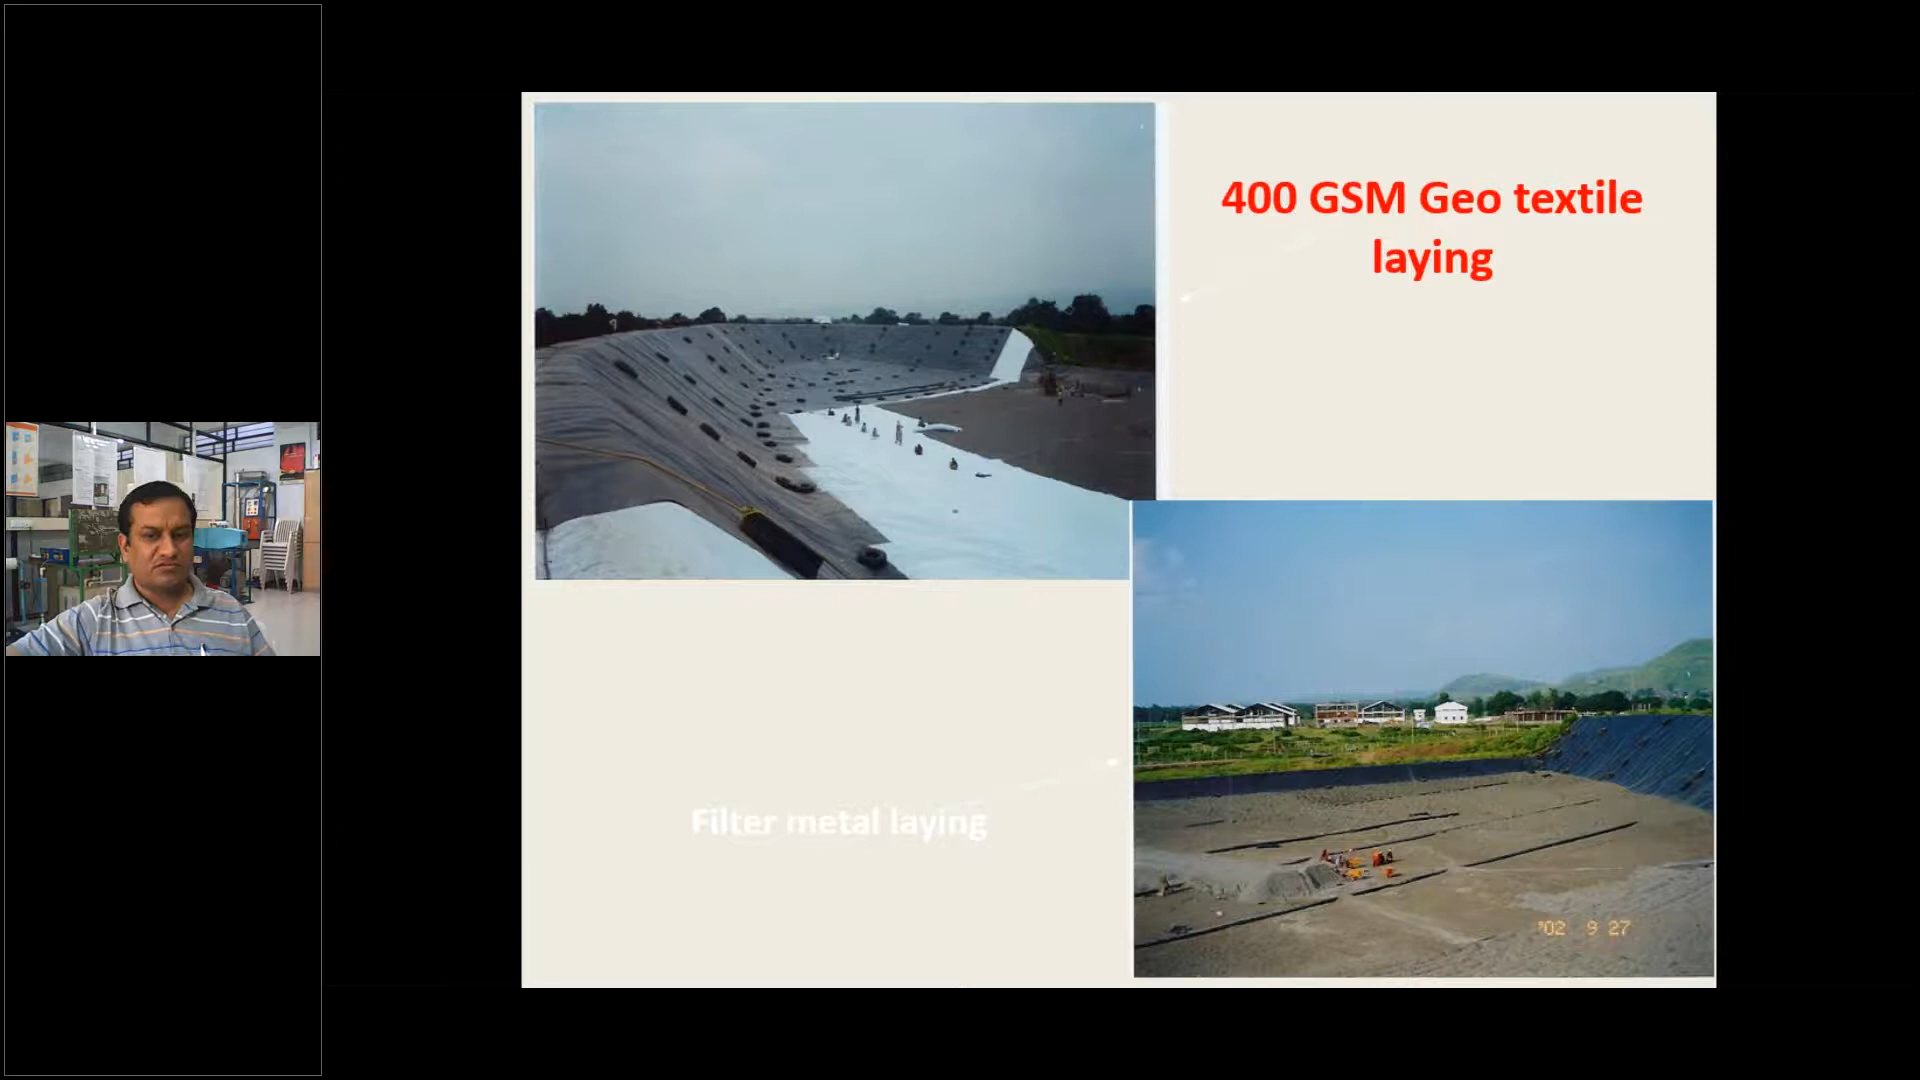 400 GSM Geo textile
laying
Filter metal laying
'02 9 27